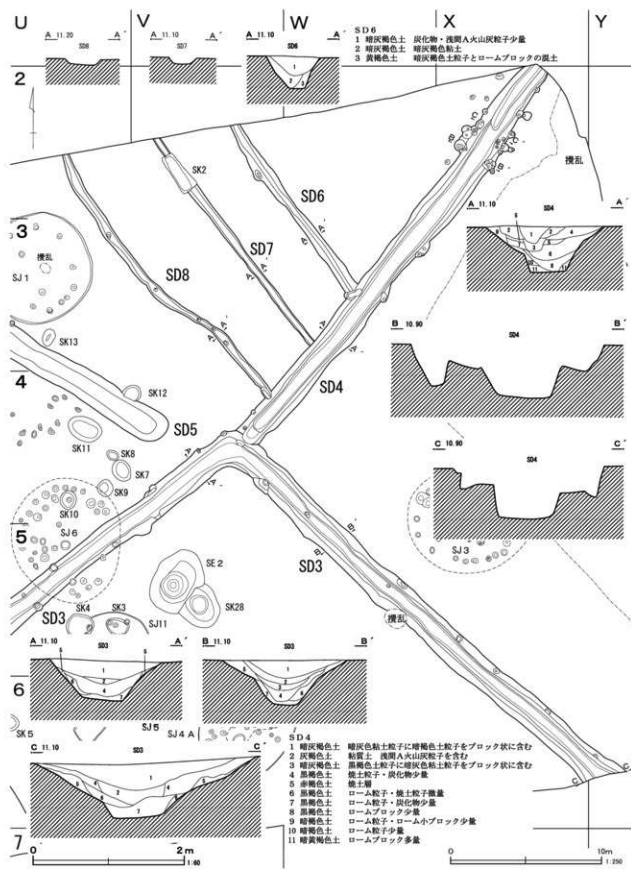 U V W X Y
A 11.20 A´
SD8
A 11.10 A´
SD7
A 11.10 A´
SD6
SD6
1 暗灰褐色土 炭化物・浅間A火山灰粒子少量
2 暗灰褐色土 暗灰褐色粘土
3 黄褐色土 暗灰褐色土粒子とロームブロックの混土
2
攪乱
SK2
SD6
A 11.10 A´
SD4
3
攪乱
SJ1
SD7
SD8
B 10.90 B´
SD4
SK13
4
SK12
SD4
SD5
SK11
SK8
SK7
C 10.90 C´
SD4
SK9
SK10
5
SJ6
SE2
SD3
SJ3
SK28
SD3
SK4
SK3
SJ11
攪乱
A 11.10 A´
SD3
B 11.10 B´
SD3
6
SK5
SJ5
SJ4A
C 11.10 C´
SD3
SD4
1 暗灰褐色土 暗灰色粘土粒子に暗褐色土粒子をブロック状に含む
2 灰褐色土 粘質土 浅間A火山灰粒子を含む
3 暗灰褐色土 黒褐色土粒子に暗灰色粘土粒子をブロック状に含む
4 黒褐色土 焼土粒子・炭化物少量
5 赤褐色土 焼土層
6 黒褐色土 ローム粒子・焼土粒子微量
7 黒褐色土 ローム粒子・炭化物少量
8 黒褐色土 ロームブロック少量
9 暗褐色土 ローム粒子・ローム小ブロック少量
10 暗褐色土 ローム粒子少量
11 暗黄褐色土 ロームブロック多量
7
0 2m
1:60
0 10m
1:250